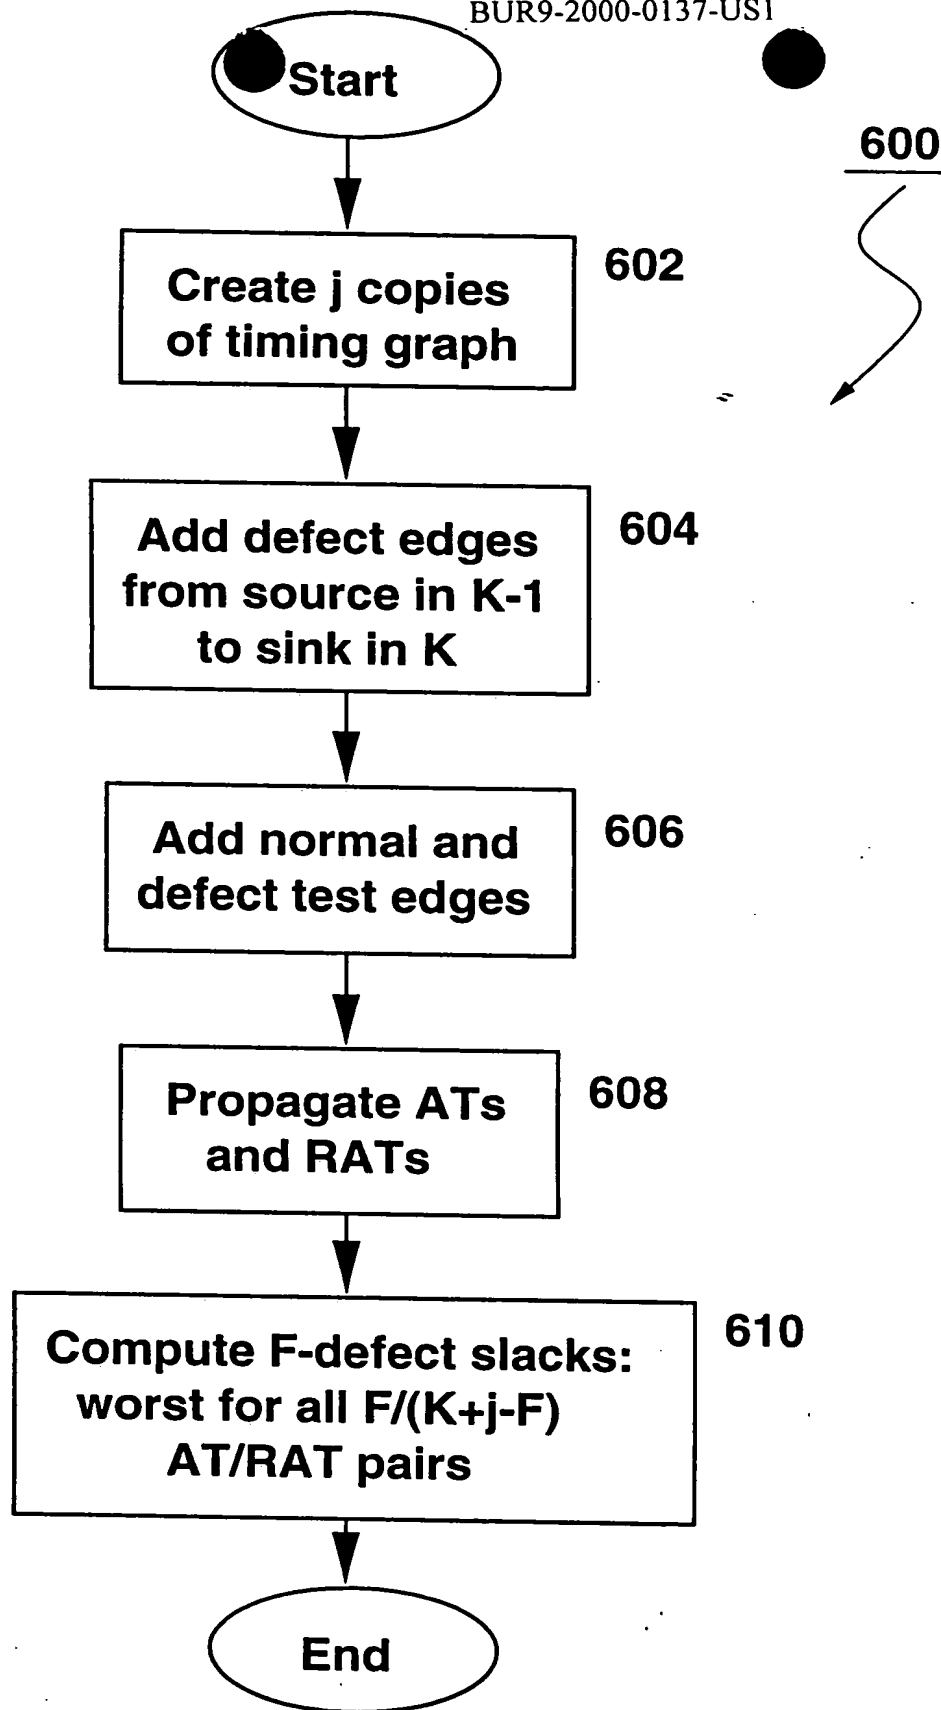 BUR9-2000-0137-US1
Start
600
Create j copies
of timing graph
602
Add defect edges
from source in K-1
to sink in K
604
Add normal and
defect test edges
606
Propagate ATs
and RATs
608
Compute F-defect slacks:
worst for all F/(K+j-F)
AT/RAT pairs
610
End